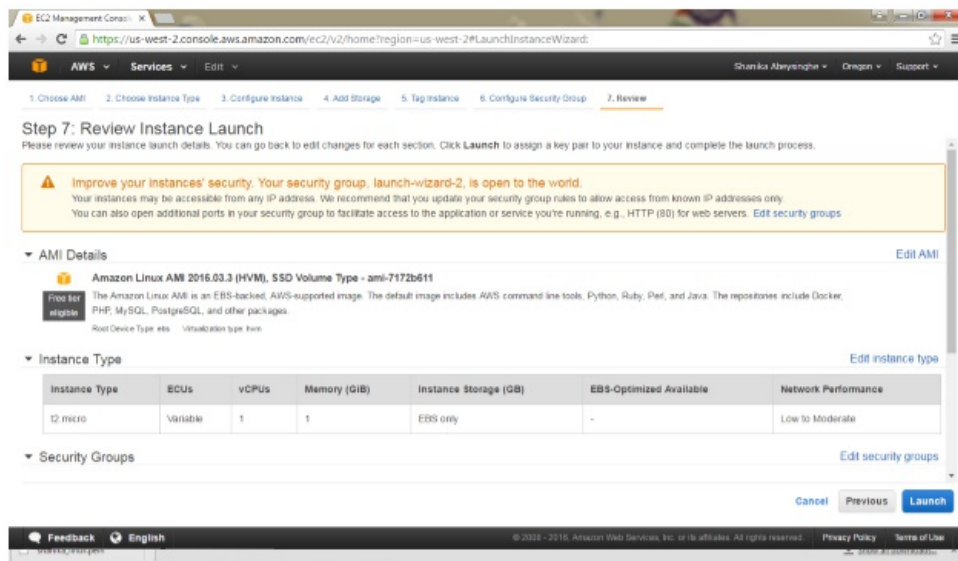 EC2 Management Consol
https://us-west-2.console.aws.amazon.com/ec2/v2/home?region=us-west-2#LaunchInstanceWizard:
AWS Services Edit Shanika Abeysinghe Oregon Support
1. Choose AMI 2. Choose Instance Type 3. Configure Instance 4. Add Storage 5. Tag Instance 6. Configure Security Group 7. Review
Step 7: Review Instance Launch
Please review your instance launch details. You can go back to edit changes for each section. Click Launch to assign a key pair to your instance and complete the launch process.
Improve your instances' security. Your security group, launch-wizard-2, is open to the world.
Your instances may be accessible from any IP address. We recommend that you update your security group rules to allow access from known IP addresses only.
You can also open additional ports in your security group to facilitate access to the application or service you're running, e.g., HTTP (80) for web servers. Edit security groups
AMI Details Edit AMI
Amazon Linux AMI 2016.03.3 (HVM), SSD Volume Type - ami-7172b611
Free tier eligible
The Amazon Linux AMI is an EBS-backed, AWS-supported image. The default image includes AWS command line tools, Python, Ruby, Perl, and Java. The repositories include Docker,
PHP, MySQL, PostgreSQL, and other packages.
Root Device Type: ebs Virtualization type: hvm
Instance Type Edit instance type
Instance Type ECUs vCPUs Memory (GiB) Instance Storage (GB) EBS-Optimized Available Network Performance
t2.micro Variable 1 1 EBS only - Low to Moderate
Security Groups Edit security groups
Cancel Previous Launch
Feedback English © 2008 - 2016, Amazon Web Services, Inc. or its affiliates. All rights reserved. Privacy Policy Terms of Use